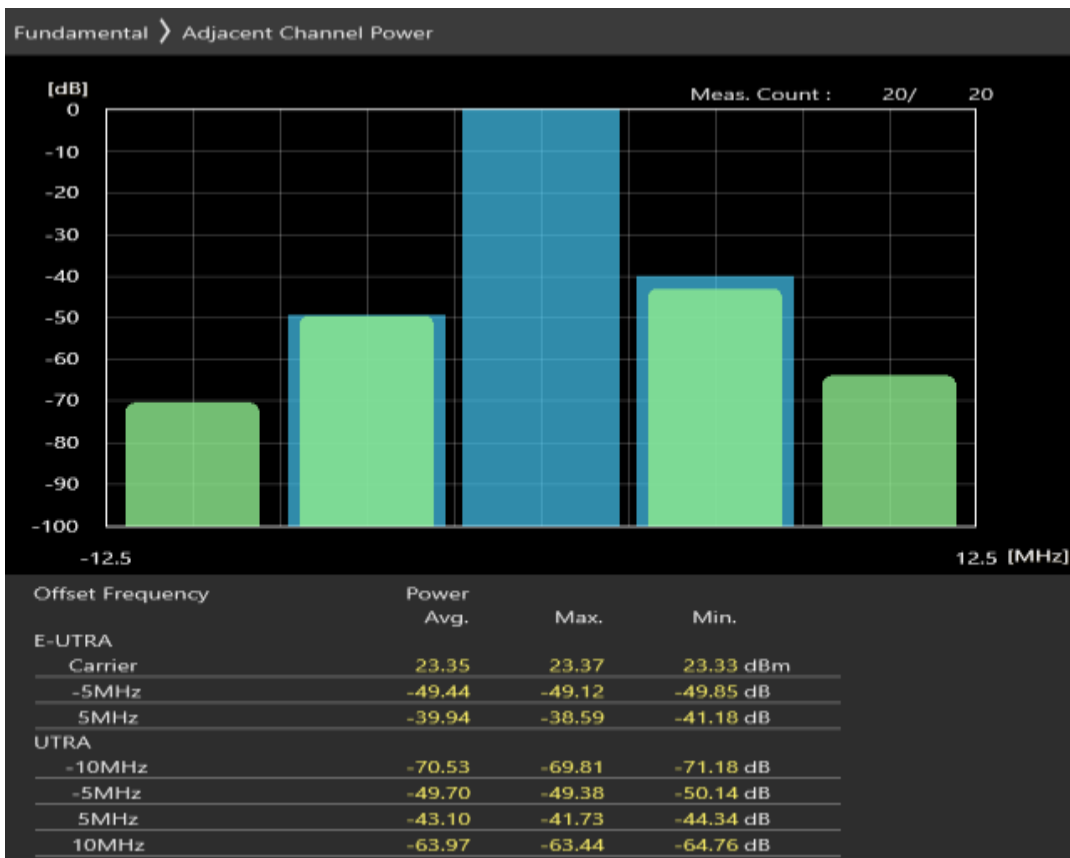 Fundamental 〉 Adjacent Channel Power
[dB]
Meas. Count : 20/ 20
0
-10
-20
-30
-40
-50
-60
-70
-80
-90
-100
-12.5 12.5 [MHz]
Offset Frequency Power
Avg. Max. Min.
E-UTRA
Carrier 23.35 23.37 23.33 dBm
-5MHz -49.44 -49.12 -49.85 dB
5MHz -39.94 -38.59 -41.18 dB
UTRA
-10MHz -70.53 -69.81 -71.18 dB
-5MHz -49.70 -49.38 -50.14 dB
5MHz -43.10 -41.73 -44.34 dB
10MHz -63.97 -63.44 -64.76 dB